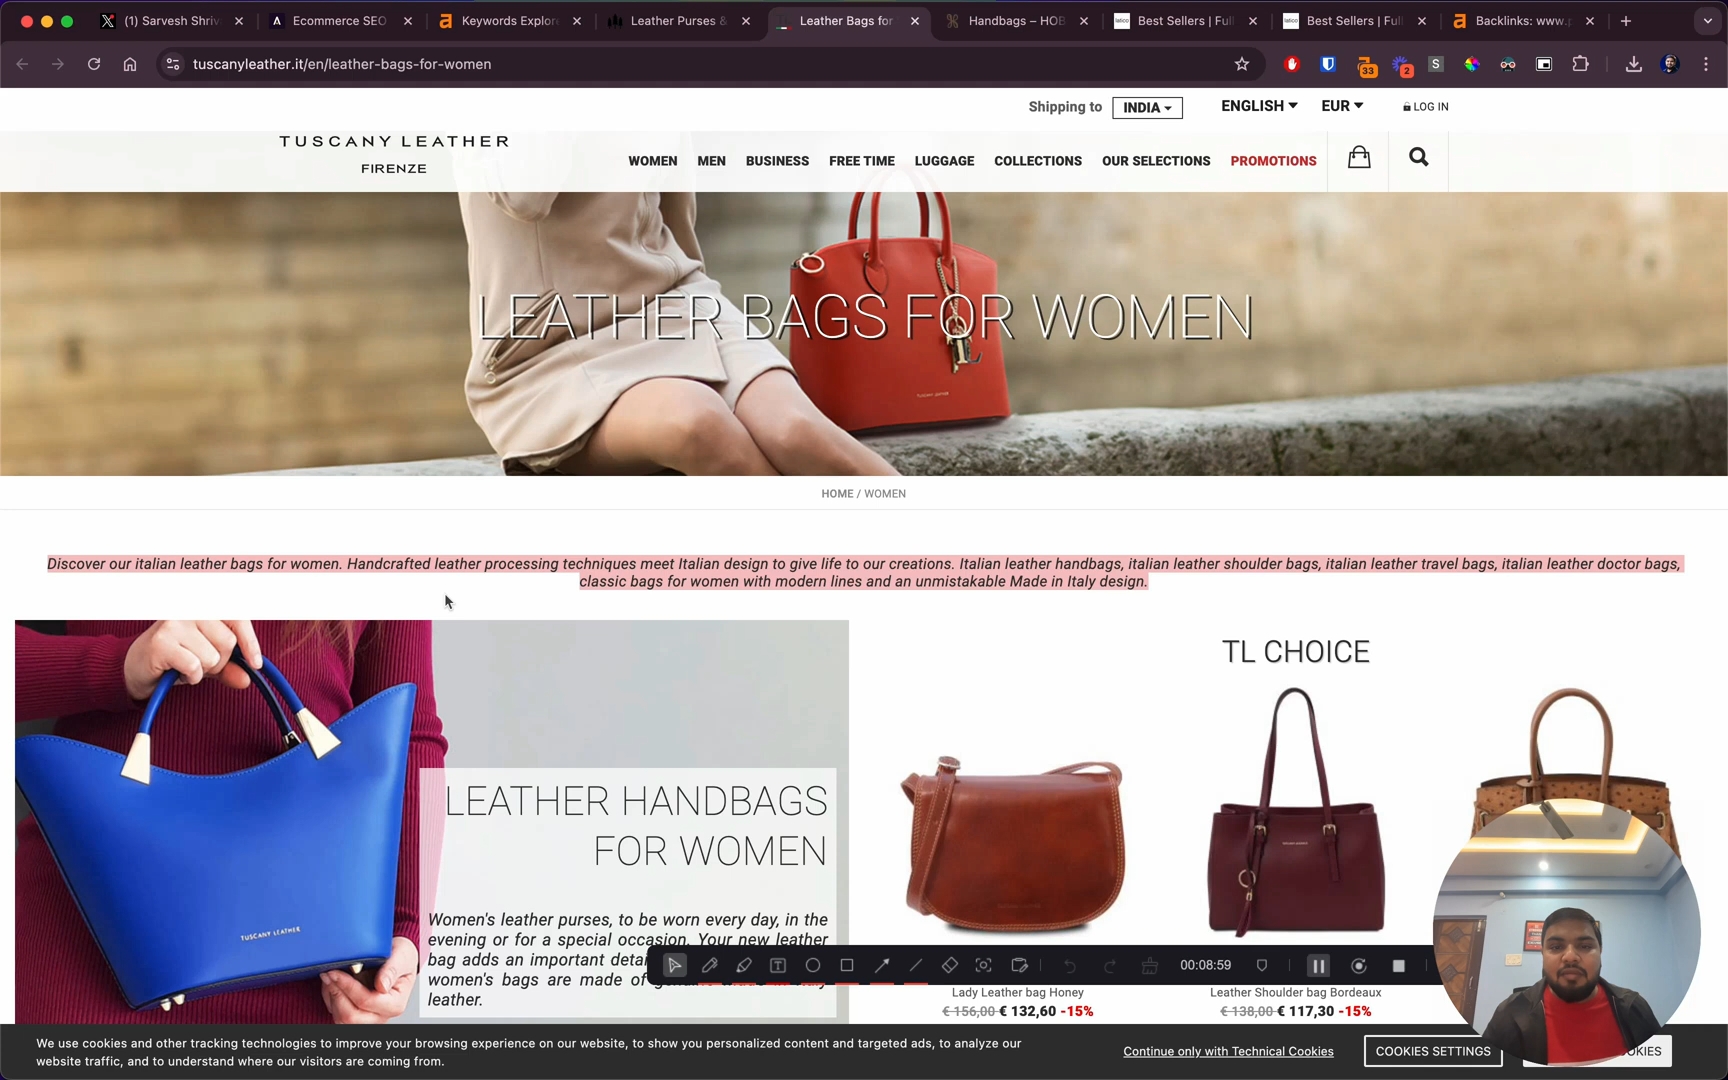 (1) Sarvesh Shriv
Ecommerce SEO
Keywords Explore
Leather Purses &
Leather Bags for
Handbags – HOB
Best Sellers | Full
Best Sellers | Full
Backlinks: www.p
tuscanyleather.it/en/leather-bags-for-women
33
2
S
Shipping to INDIA ENGLISH EUR LOG IN
TUSCANY LEATHER
FIRENZE
WOMEN MEN BUSINESS FREE TIME LUGGAGE COLLECTIONS OUR SELECTIONS PROMOTIONS
LEATHER BAGS FOR WOMEN
HOME / WOMEN
Discover our italian leather bags for women. Handcrafted leather processing techniques meet Italian design to give life to our creations. Italian leather handbags, italian leather shoulder bags, italian leather travel bags, italian leather doctor bags,
classic bags for women with modern lines and an unmistakable Made in Italy design.
TL CHOICE
LEATHER HANDBAGS
FOR WOMEN
Women's leather purses, to be worn every day, in the
evening or for a special occasion. Your new leather
bag adds an important detai
women's bags are made of
leather.
TUSCANY LEATHER
00:08:59
Lady Leather bag Honey
€ 156,00 € 132,60 -15%
Leather Shoulder bag Bordeaux
€ 138,00 € 117,30 -15%
We use cookies and other tracking technologies to improve your browsing experience on our website, to show you personalized content and targeted ads, to analyze our
website traffic, and to understand where our visitors are coming from.
Continue only with Technical Cookies
COOKIES SETTINGS
OKIES